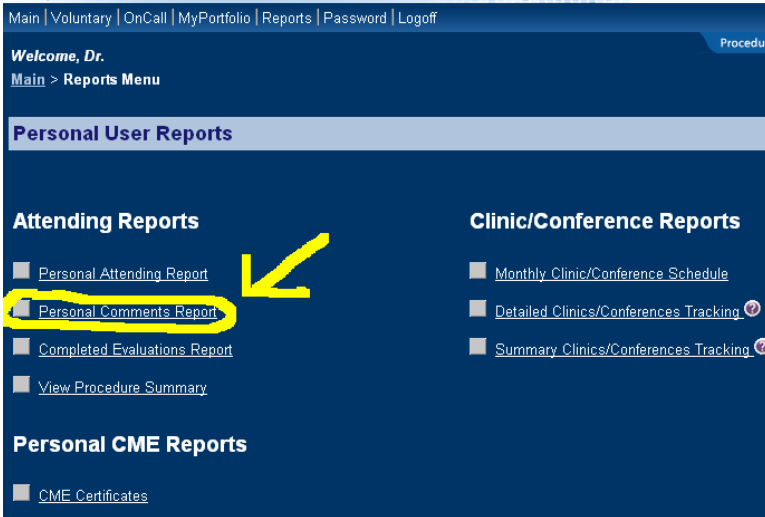 Main | Voluntary | OnCall | MyPortfolio | Reports | Password | Logoff
Welcome, Dr.
Main > Reports Menu
Personal User Reports
Attending Reports
Personal Attending Report
Personal Comments Report
Completed Evaluations Report
View Procedure Summary
Personal CME Reports
CME Certificates
Clinic/Conference Reports
Monthly Clinic/Conference Schedule
Detailed Clinics/Conferences Tracking ?
Summary Clinics/Conferences Tracking ?